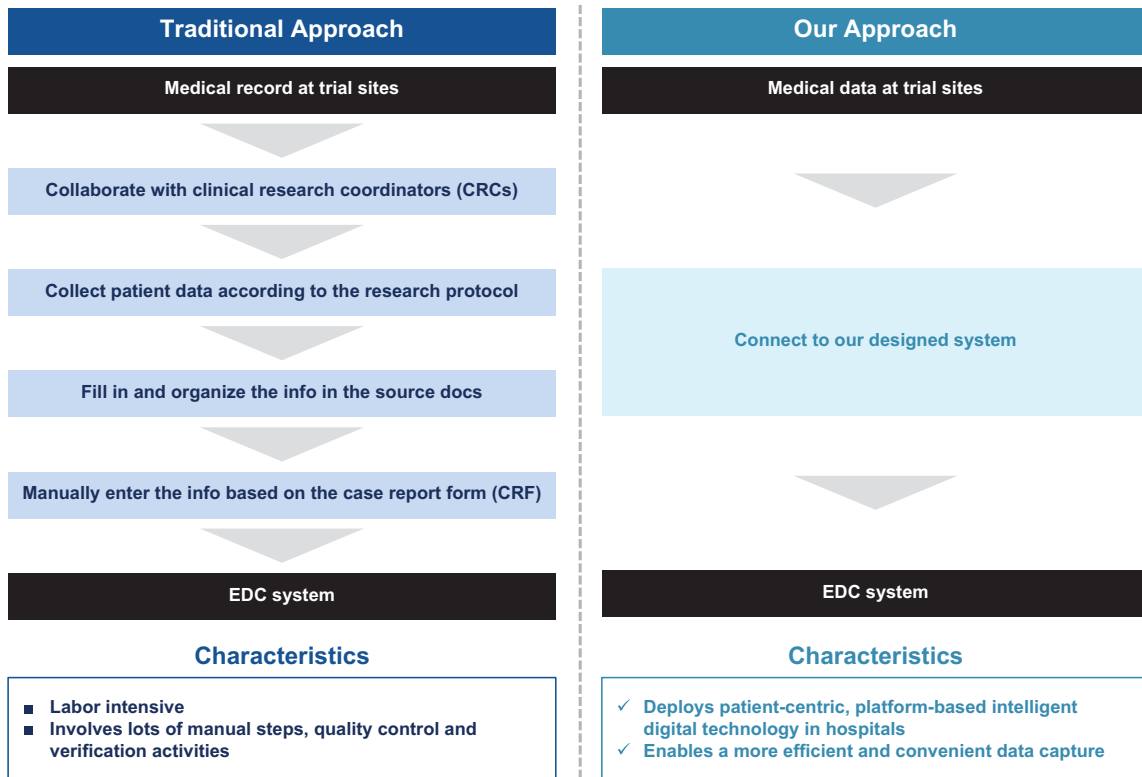 Traditional Approach
Medical record at trial sites
Collaborate with clinical research coordinators (CRCs)
Collect patient data according to the research protocol
Fill in and organize the info in the source docs
Manually enter the info based on the case report form (CRF)
EDC system
Characteristics
■ Labor intensive
■ Involves lots of manual steps, quality control and
verification activities
Our Approach
Medical data at trial sites
Connect to our designed system
EDC system
Characteristics
✓ Deploys patient-centric, platform-based intelligent
digital technology in hospitals
✓ Enables a more efficient and convenient data capture